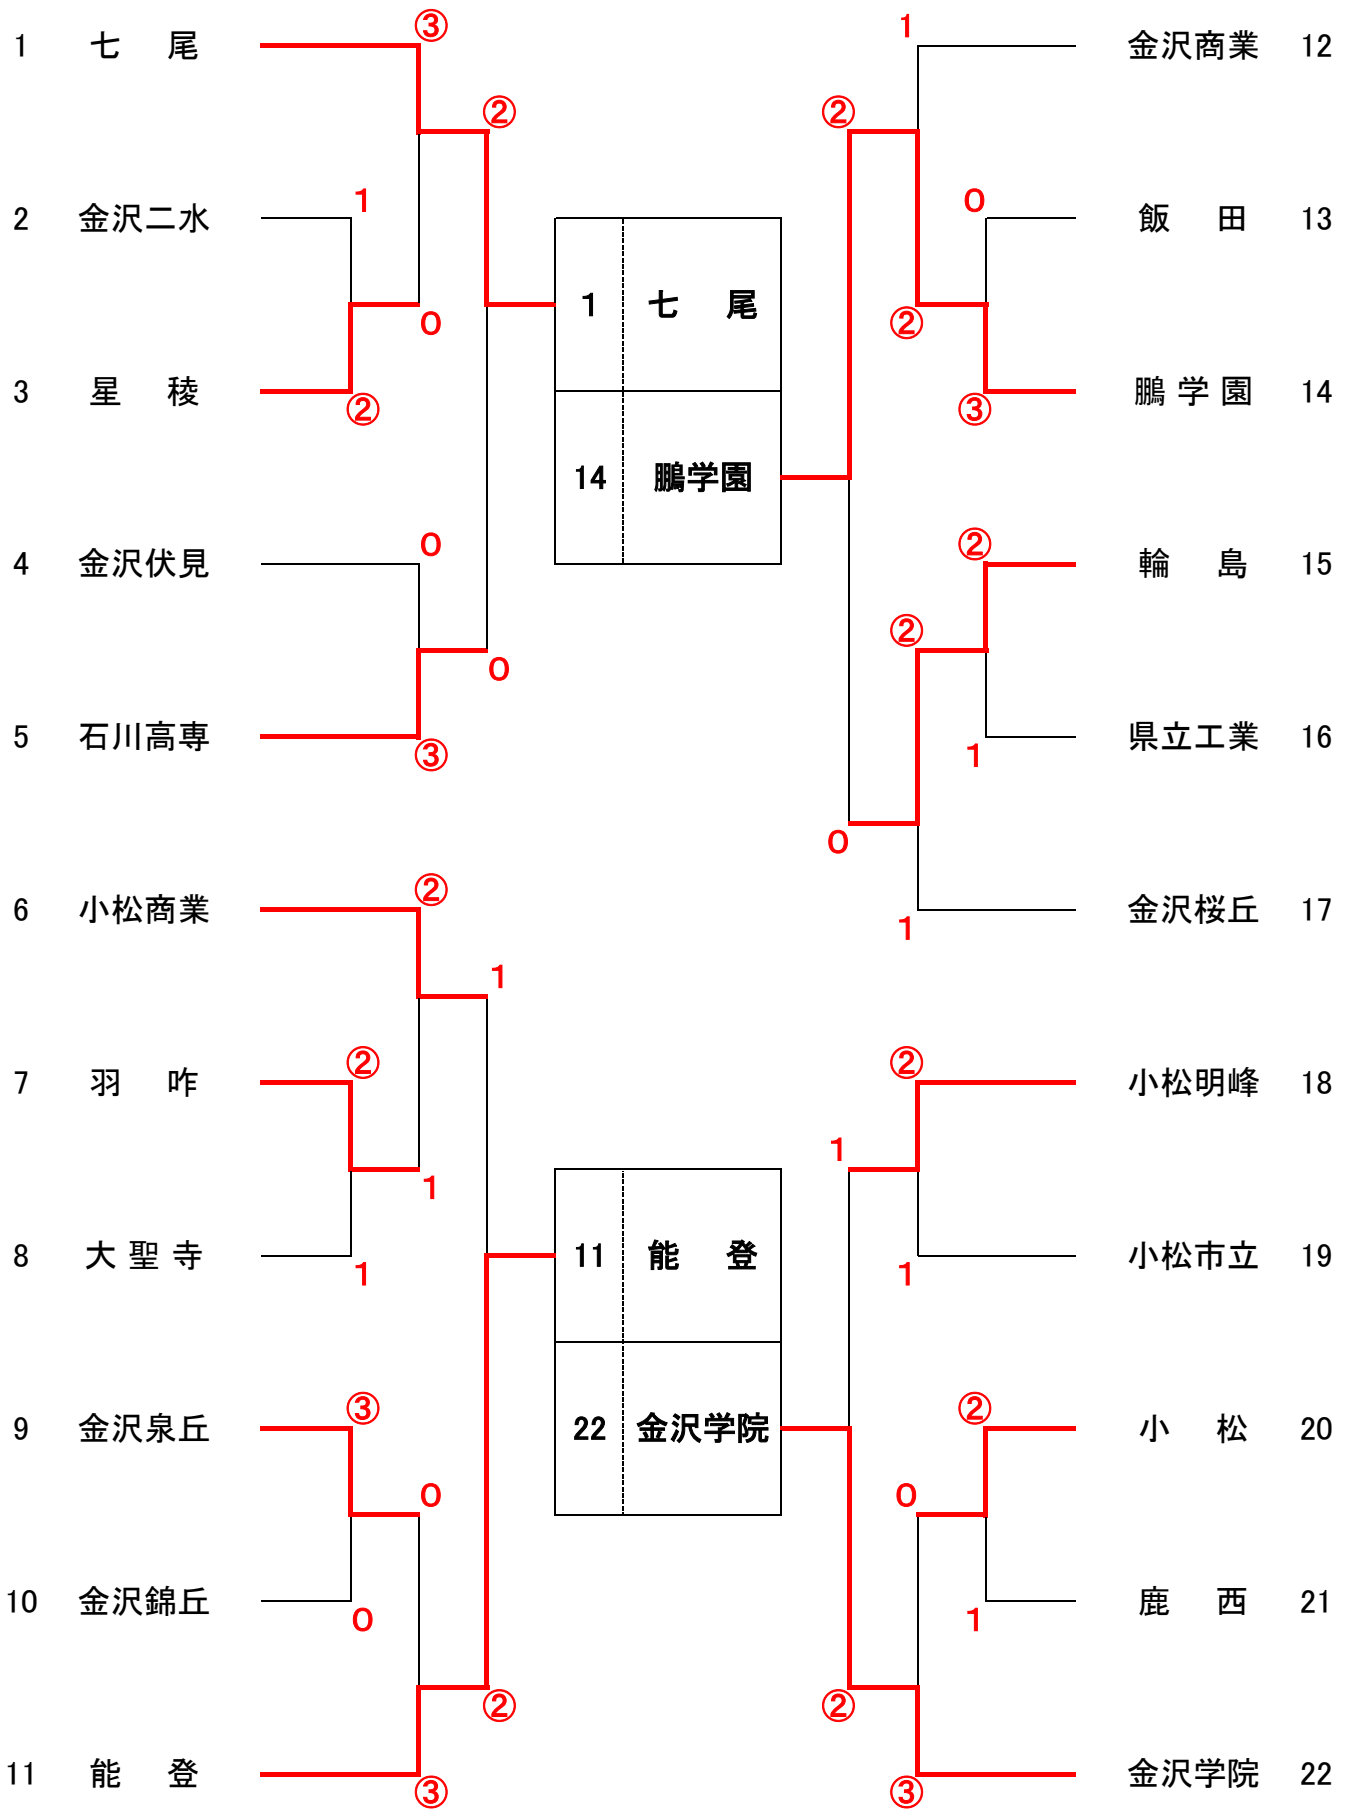 ③ 1
1 七 尾 金沢商業 12
② ②
1 0
2 金沢二水 飯 田 13
1 七 尾
0 ②
3 星 稜 鵬学園 14
② ③
14 鵬学園
0 ②
4 金沢伏見 輪 島 15
②
0
5 石川高専 県立工業 16
③ 1
0
②
6 小松商業 金沢桜丘 17
1
1
② ②
7 羽 咋 小松明峰 18
1
1
8 大聖寺 11 能 登 小松市立 19
1 1
③ ②
9 金沢泉丘 22 金沢学院 小 松 20
0 0
10 金沢錦丘 鹿 西 21
0 1
② ②
11 能 登 金沢学院 22
③ ③